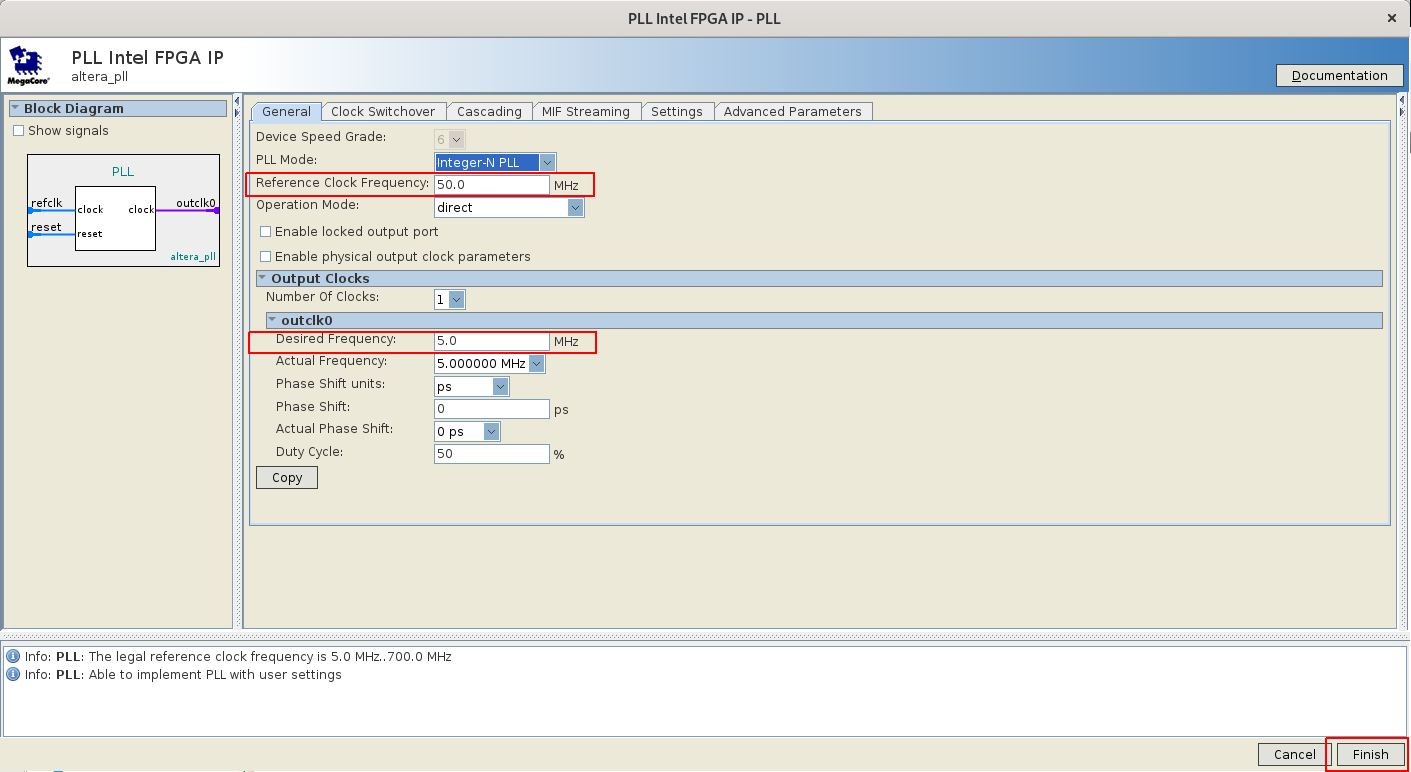 PLL Intel FPGA IP - PLL
×
PLL Intel FPGA IP
altera_pll
MegaCore®
Documentation
Block Diagram
Show signals
PLL
refclk
outclk0
clock
clock
reset
reset
altera_pll
General
Clock Switchover
Cascading
MIF Streaming
Settings
Advanced Parameters
Device Speed Grade: 6
PLL Mode: Integer-N PLL
Reference Clock Frequency: 50.0 MHz
Operation Mode: direct
Enable locked output port
Enable physical output clock parameters
Output Clocks
Number Of Clocks: 1
outclk0
Desired Frequency: 5.0 MHz
Actual Frequency: 5.000000 MHz
Phase Shift units: ps
Phase Shift: 0 ps
Actual Phase Shift: 0 ps
Duty Cycle: 50 %
Copy
Info: PLL: The legal reference clock frequency is 5.0 MHz..700.0 MHz
Info: PLL: Able to implement PLL with user settings
Cancel
Finish